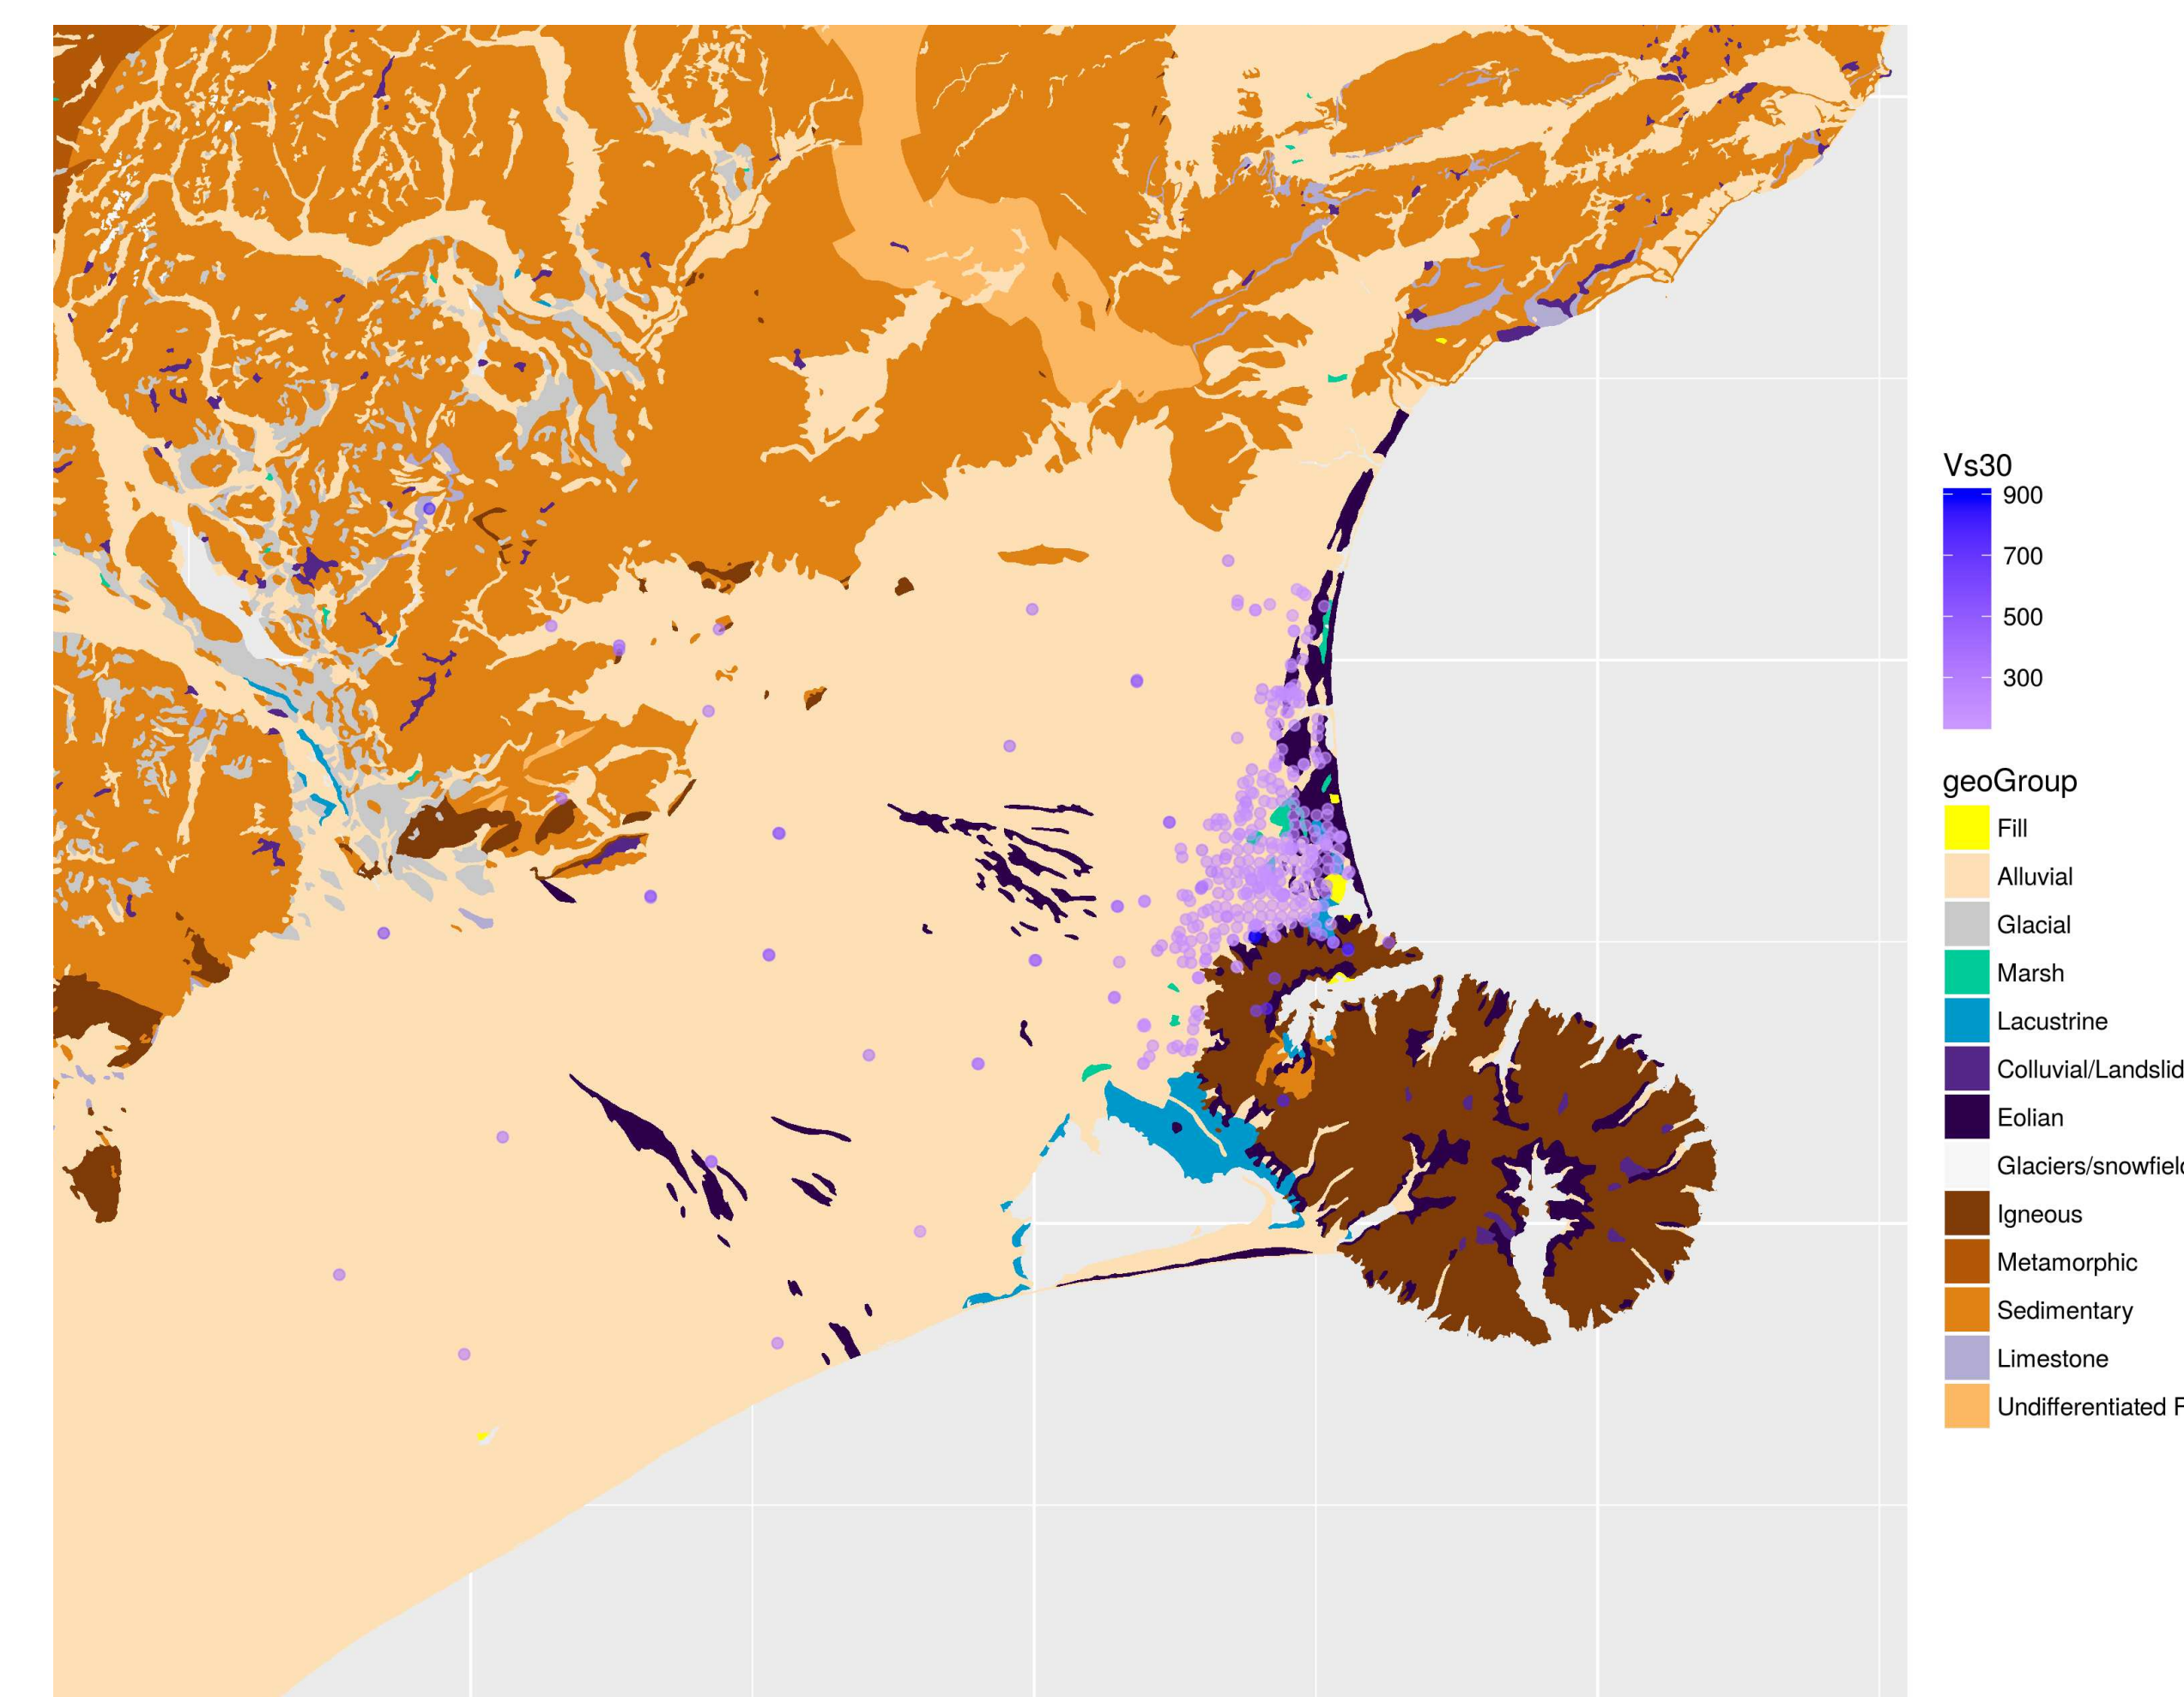 Vs30
900
700
500
300
geoGroup
Fill
Alluvial
Glacial
Marsh
Lacustrine
Colluvial/Landslid
Eolian
Glaciers/snowfiel
Igneous
Metamorphic
Sedimentary
Limestone
Undifferentiated F